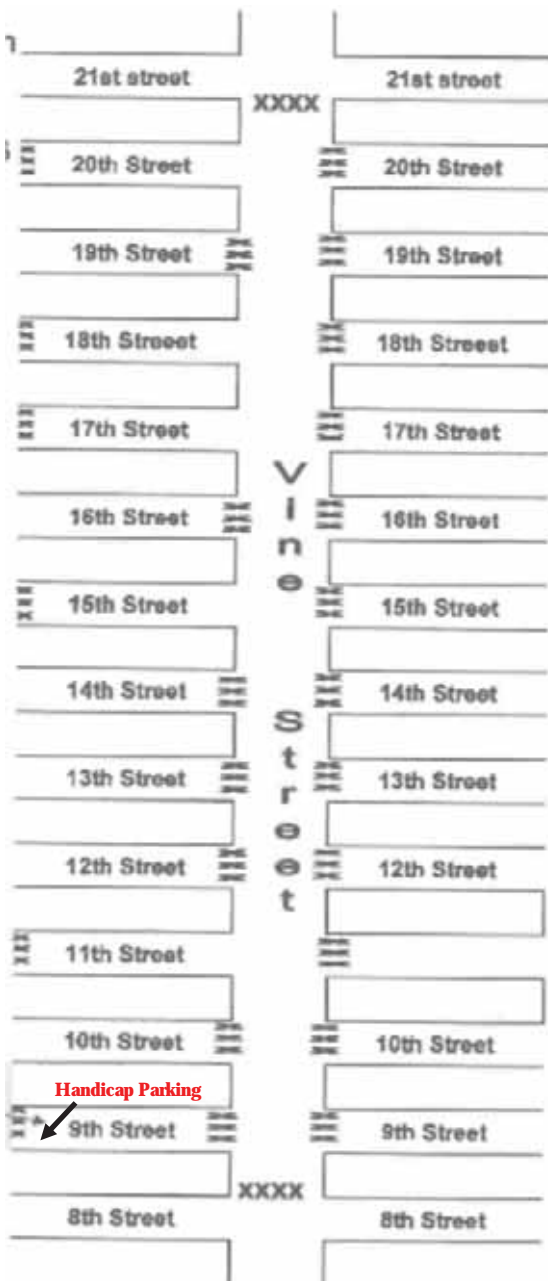 21st street 21st street
XXXX
20th Street 20th Street
19th Street 19th Street
18th Streeet 18th Streeet
17th Street 17th Street
16th Street 16th Street
Vine Street
15th Street 15th Street
14th Street 14th Street
13th Street 13th Street
12th Street 12th Street
11th Street
10th Street 10th Street
Handicap Parking
9th Street 9th Street
XXXX
8th Street 8th Street